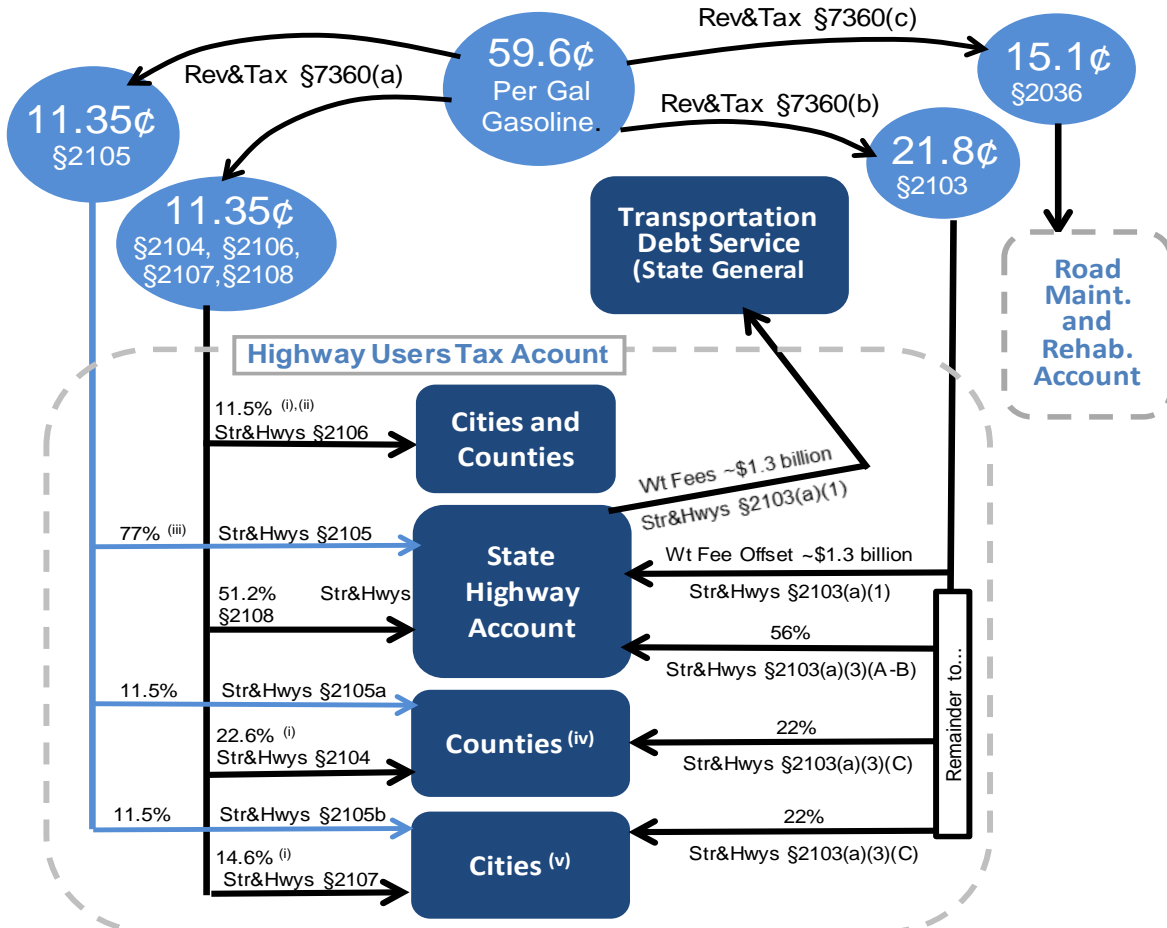 59.6¢
Per Gal
Gasoline.
Rev&Tax §7360(c)
15.1¢
§2036
Rev&Tax §7360(a)
Rev&Tax §7360(b)
11.35¢
§2105
21.8¢
§2103
11.35¢
§2104, §2106,
§2107,§2108
Transportation
Debt Service
(State General
Road
Maint.
and
Rehab.
Account
Highway Users Tax Acount
11.5% (i),(ii)
Str&Hwys §2106
Cities and
Counties
Wt Fees ~$1.3 billion
Str&Hwys §2103(a)(1)
77% (iii)
Str&Hwys §2105
State
Highway
Account
Wt Fee Offset ~$1.3 billion
Str&Hwys §2103(a)(1)
51.2% Str&Hwys
§2108
56%
Str&Hwys §2103(a)(3)(A-B)
Remainder to...
11.5% Str&Hwys §2105a
22.6% (i)
Str&Hwys §2104
Counties (iv)
22%
Str&Hwys §2103(a)(3)(C)
11.5% Str&Hwys §2105b
14.6% (i)
Str&Hwys §2107
Cities (v)
22%
Str&Hwys §2103(a)(3)(C)